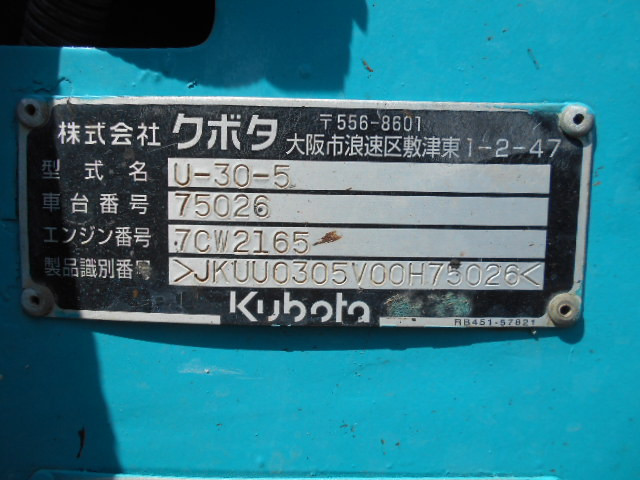 株式会社 クボタ 〒556-8601
大阪市浪速区敷津東1-2-47
型式名 U-30-5
車台番号 75026
エンジン番号 7CW2165
製品識別番号 >JKUU0305V00H75026<
Kubota
RB451-57821